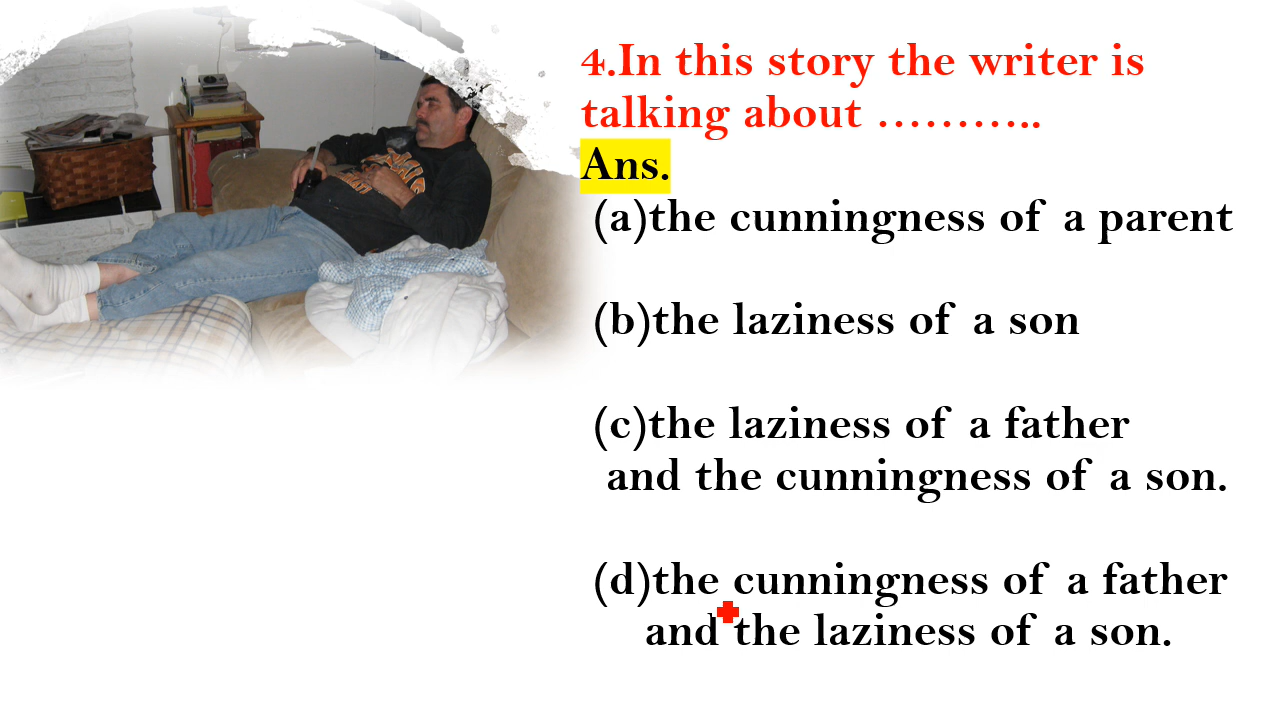 4.In this story the writer is
talking about ………..
Ans.
(a)the cunningness of a parent
(b)the laziness of a son
(c)the laziness of a father
and the cunningness of a son.
(d)the cunningness of a father
and the laziness of a son.